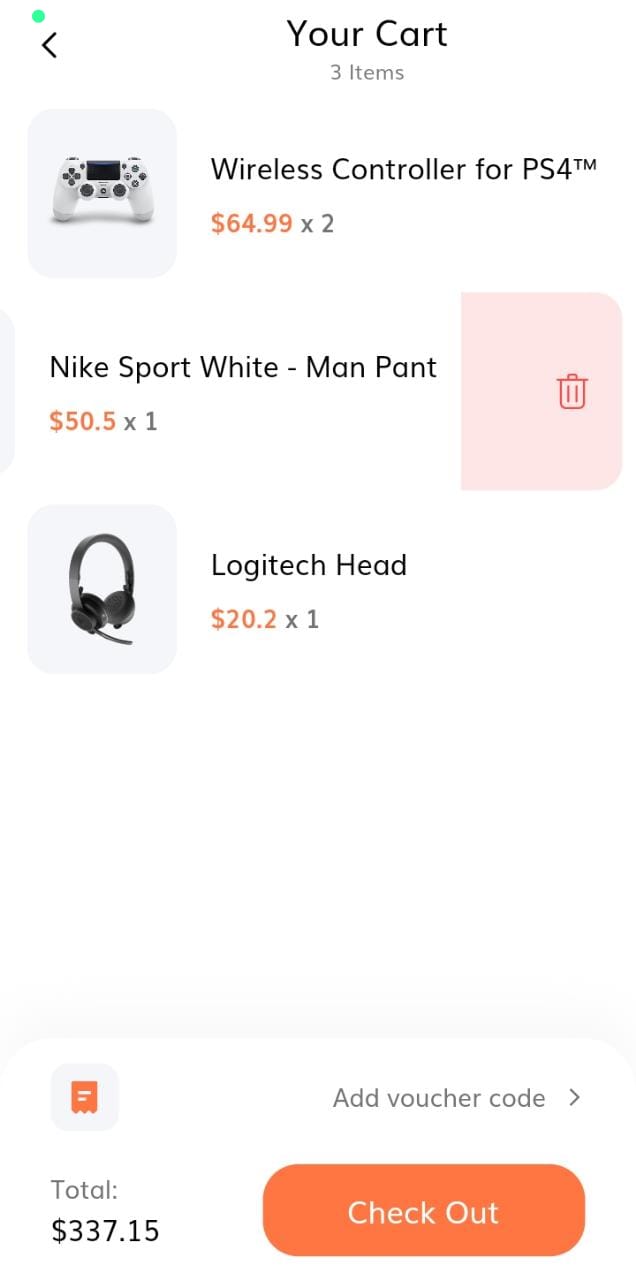 Your Cart
3 Items
Wireless Controller for PS4™
$64.99 x 2
Nike Sport White - Man Pant
$50.5 x 1
Logitech Head
$20.2 x 1
Add voucher code
Total:
$337.15
Check Out